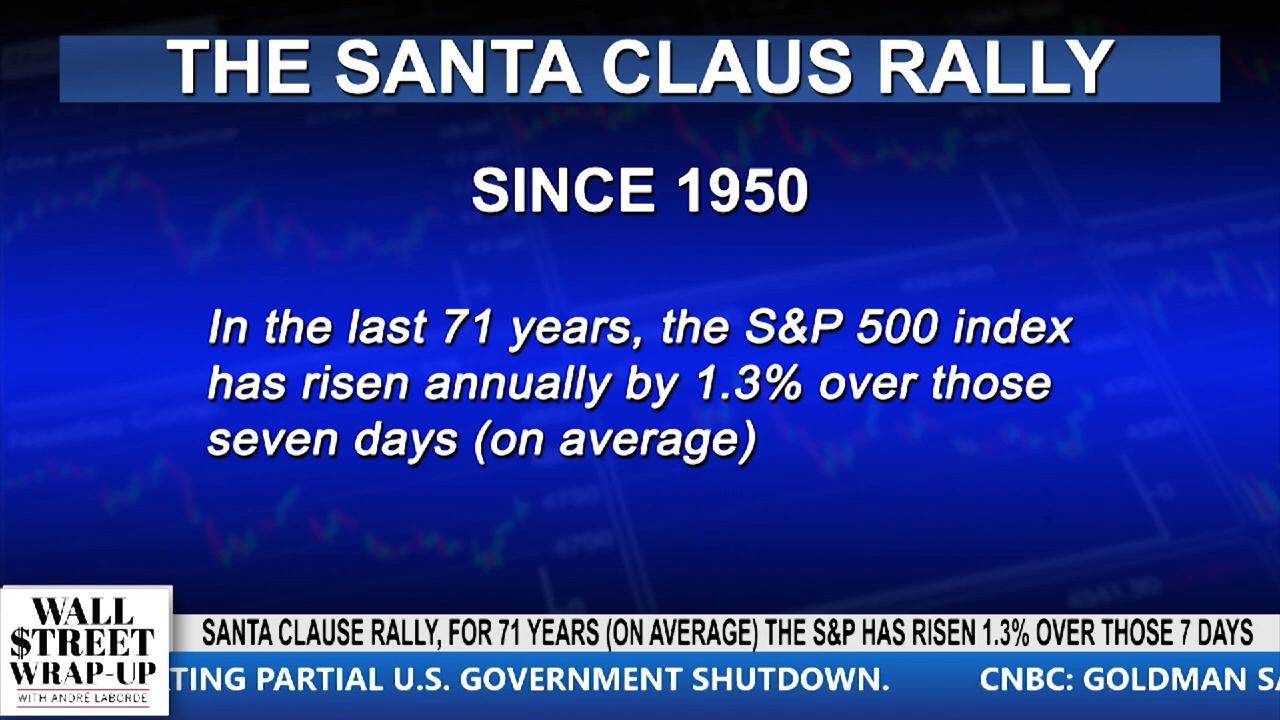 THE SANTA CLAUS RALLY
SINCE 1950
In the last 71 years, the S&P 500 index
has risen annually by 1.3% over those
seven days (on average)
WALL
$TREET
WRAP-UP
WITH ANDRÉ LABORDE
SANTA CLAUSE RALLY, FOR 71 YEARS (ON AVERAGE) THE S&P HAS RISEN 1.3% OVER THOSE 7 DAYS
TING PARTIAL U.S. GOVERNMENT SHUTDOWN. CNBC: GOLDMAN SA